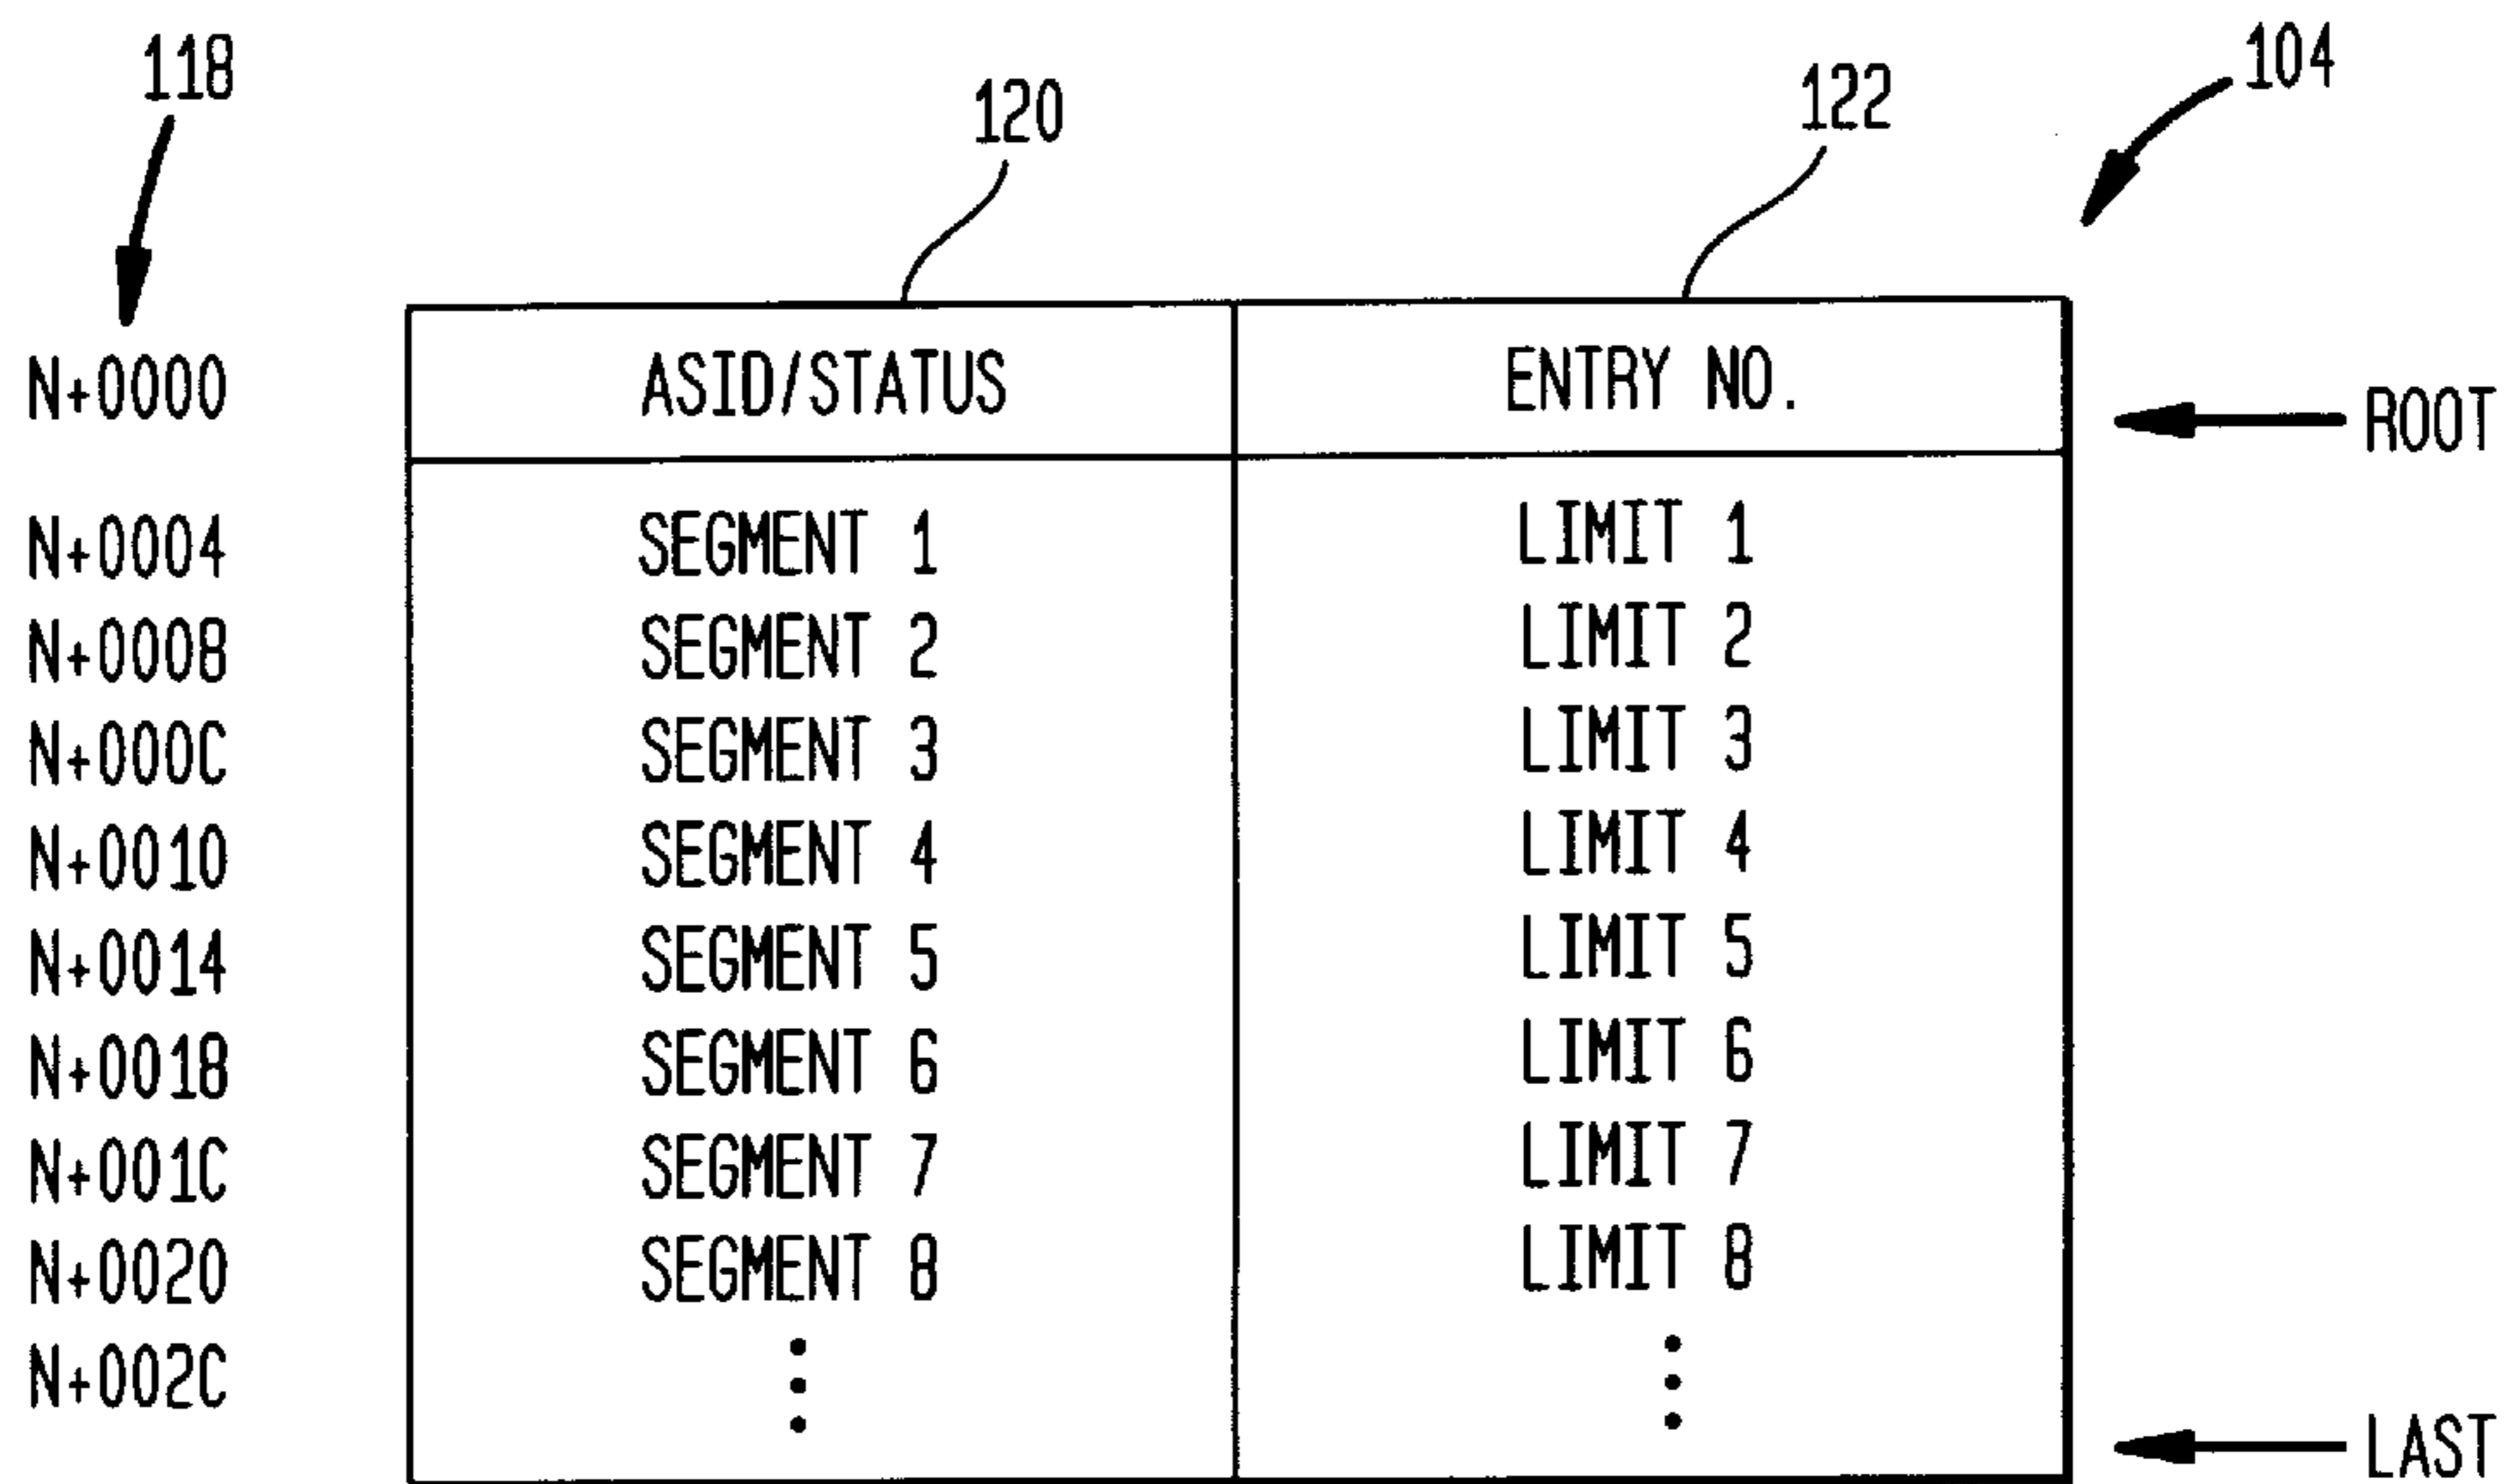 118
120
122
104
N+0000 ASID/STATUS ENTRY NO. ROOT
N+0004 SEGMENT 1 LIMIT 1
N+0008 SEGMENT 2 LIMIT 2
N+000C SEGMENT 3 LIMIT 3
N+0010 SEGMENT 4 LIMIT 4
N+0014 SEGMENT 5 LIMIT 5
N+0018 SEGMENT 6 LIMIT 6
N+001C SEGMENT 7 LIMIT 7
N+0020 SEGMENT 8 LIMIT 8
N+002C
LAST